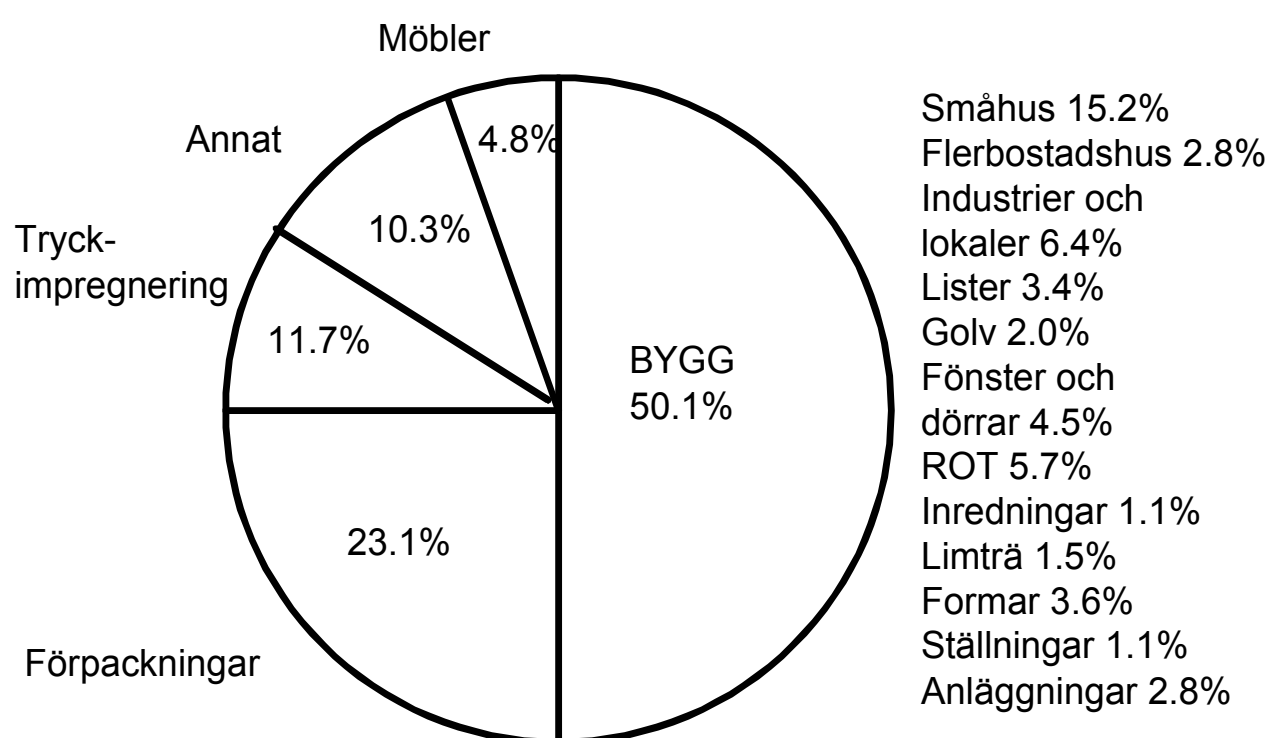 Möbler
4.8%
Annat
10.3%
Tryck-
impregnering
11.7%
BYGG
50.1%
23.1%
Förpackningar
Småhus 15.2%
Flerbostadshus 2.8%
Industrier och
lokaler 6.4%
Lister 3.4%
Golv 2.0%
Fönster och
dörrar 4.5%
ROT 5.7%
Inredningar 1.1%
Limträ 1.5%
Formar 3.6%
Ställningar 1.1%
Anläggningar 2.8%